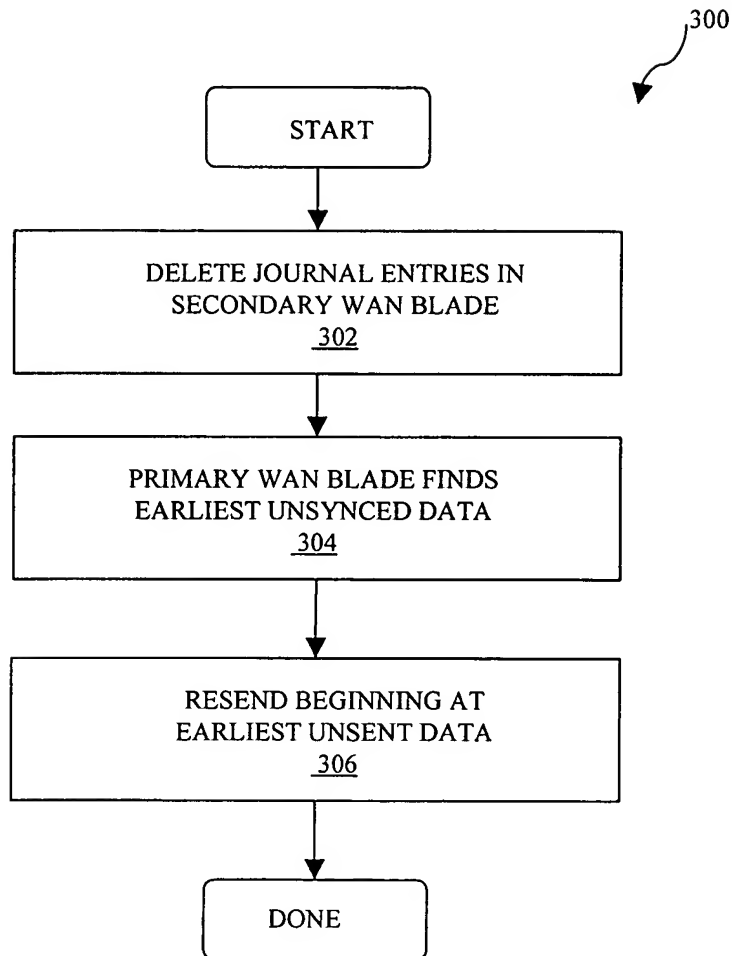 300
START
DELETE JOURNAL ENTRIES IN
SECONDARY WAN BLADE
302
PRIMARY WAN BLADE FINDS
EARLIEST UNSYNCED DATA
304
RESEND BEGINNING AT
EARLIEST UNSENT DATA
306
DONE